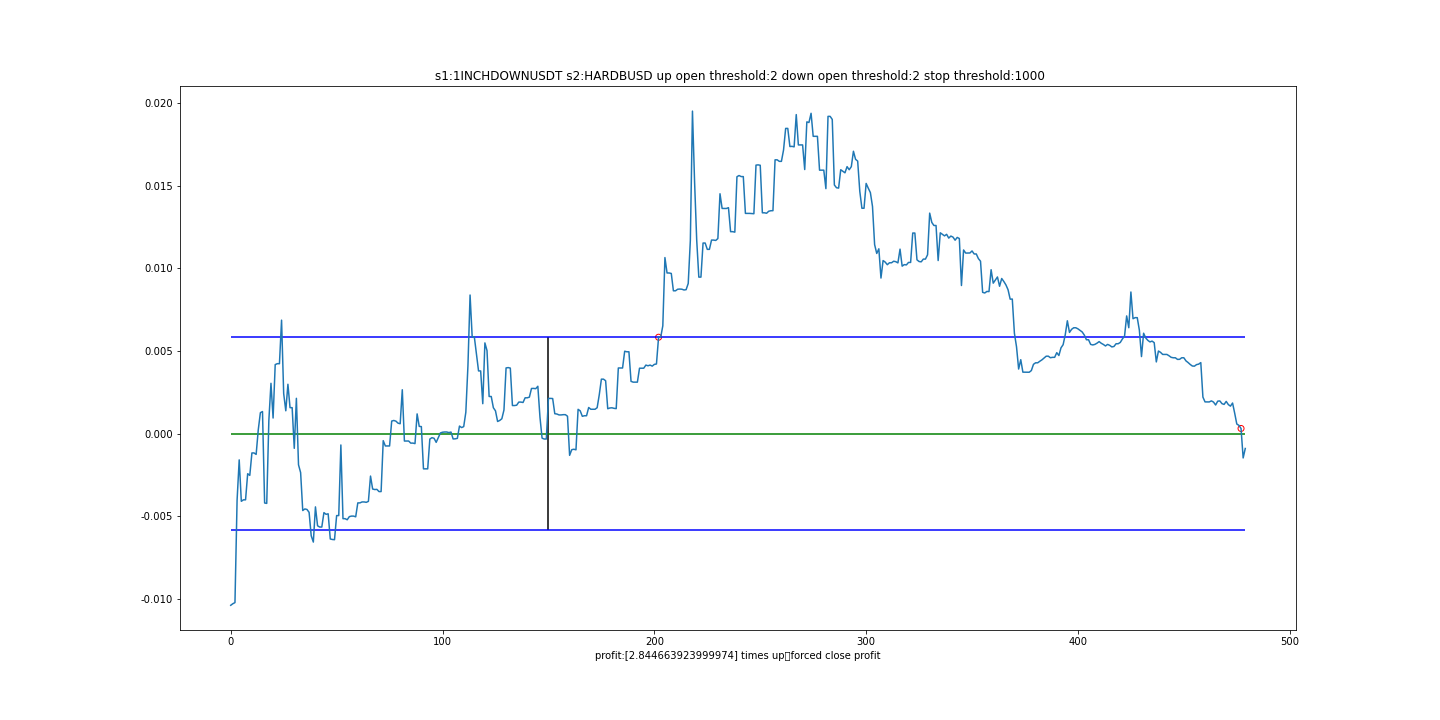 s1:1INCHDOWNUSDT s2:HARDBUSD up open threshold:2 down open threshold:2 stop threshold:1000
0.020
0.015
0.010
0.005
0.000
-0.005
-0.010
0 100 200 300 400 500
profit:[2.844663923999974] times up▯forced close profit